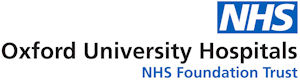 NHS
Oxford University Hospitals
NHS Foundation Trust